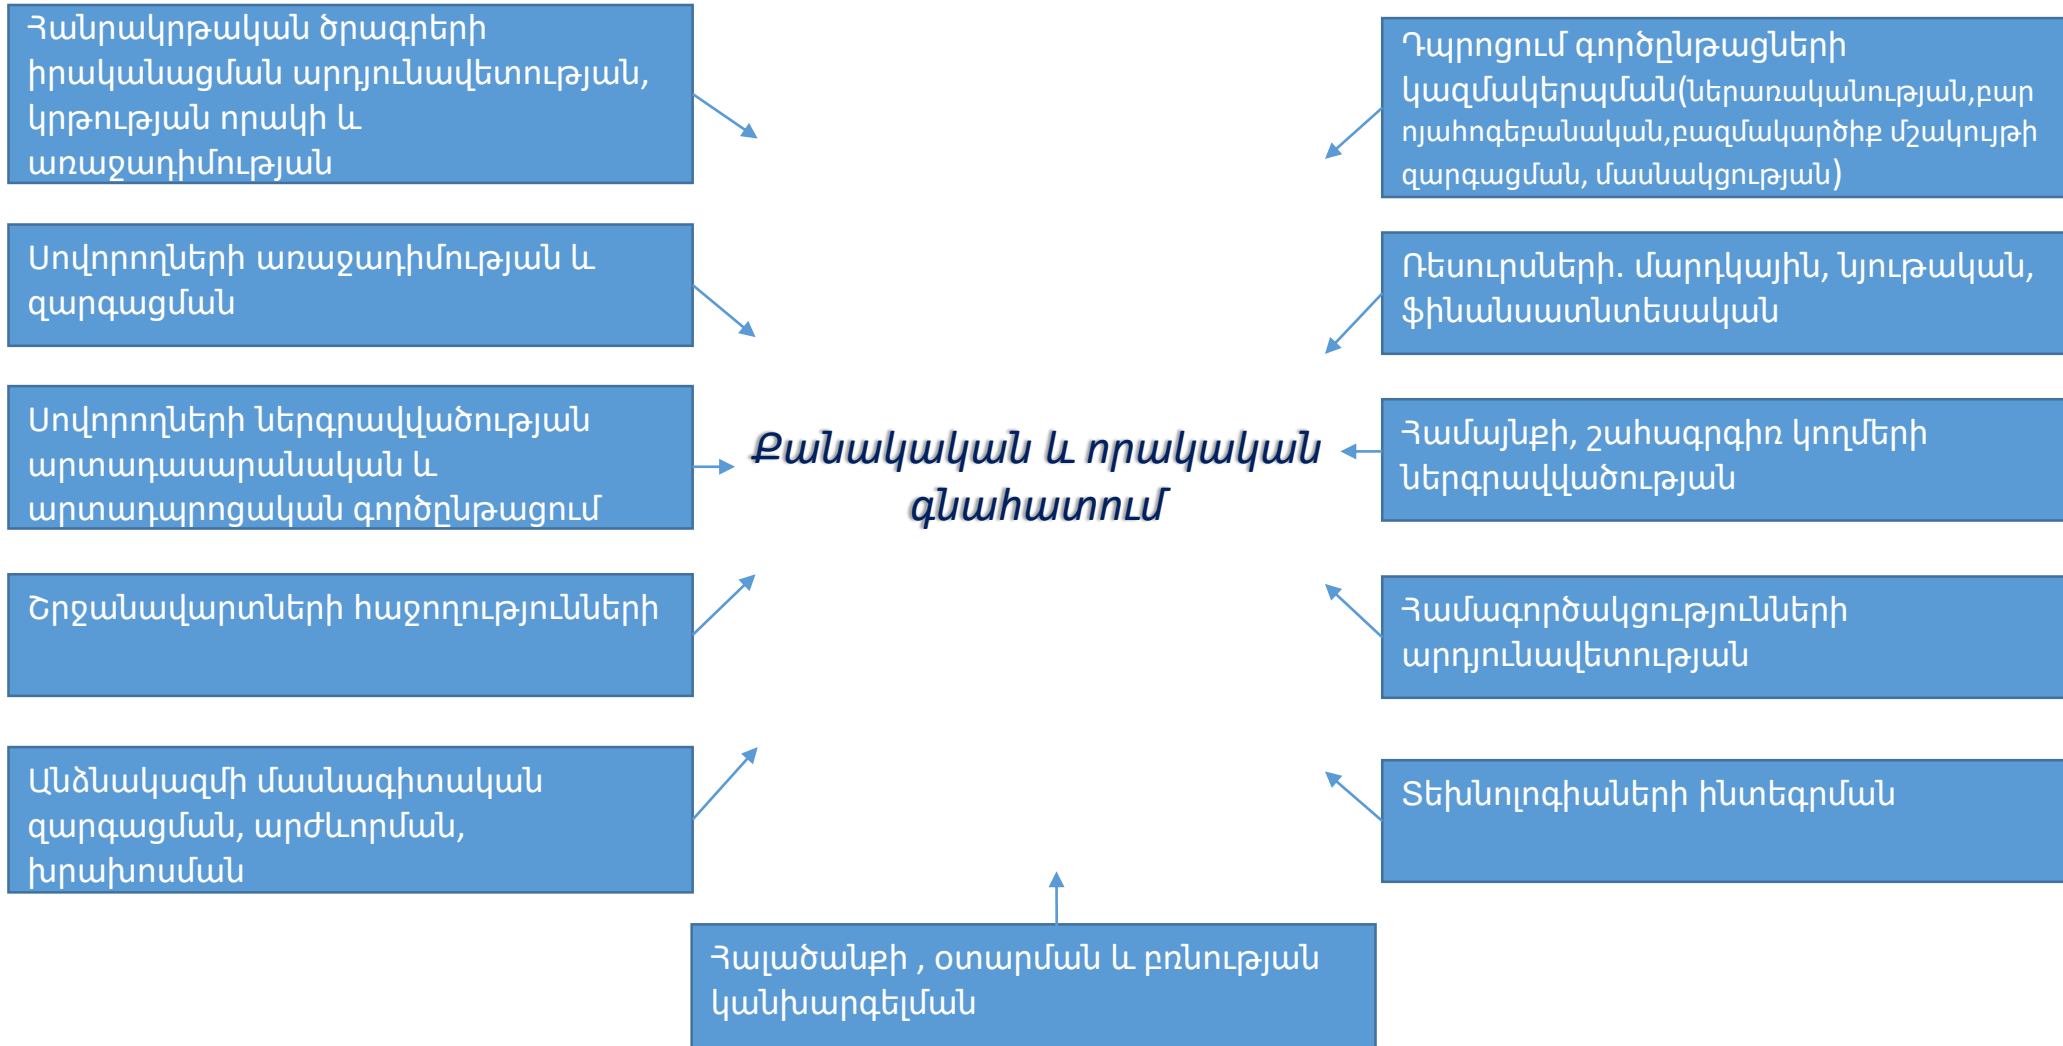 Հանրակրթական ծրագրերի
իրականացման արդյունավետության,
կրթության որակի և
առաջադիմության
Սովորողների առաջադիմության և
զարգացման
Սովորողների ներգրավվածության
արտադասարանական և
արտադպրոցական գործընթացում
Շրջանավարտների հաջողությունների
Անձնակազմի մասնագիտական
զարգացման, արժևորման,
խրախոսման
Քանակական և որակական
գնահատում
Դպրոցում գործընթացների
կազմակերպման(ներառականության,բար
ոյահոգեբանական,բազմակարծիք մշակույթի
զարգացման, մասնակցության)
Ռեսուրսների. մարդկային, նյութական,
ֆինանսատնտեսական
Համայնքի, շահագրգիռ կողմերի
ներգրավվածության
Համագործակցությունների
արդյունավետության
Տեխնոլոգիաների ինտեգրման
Հալածանքի , օտարման և բռնության
կանխարգելման